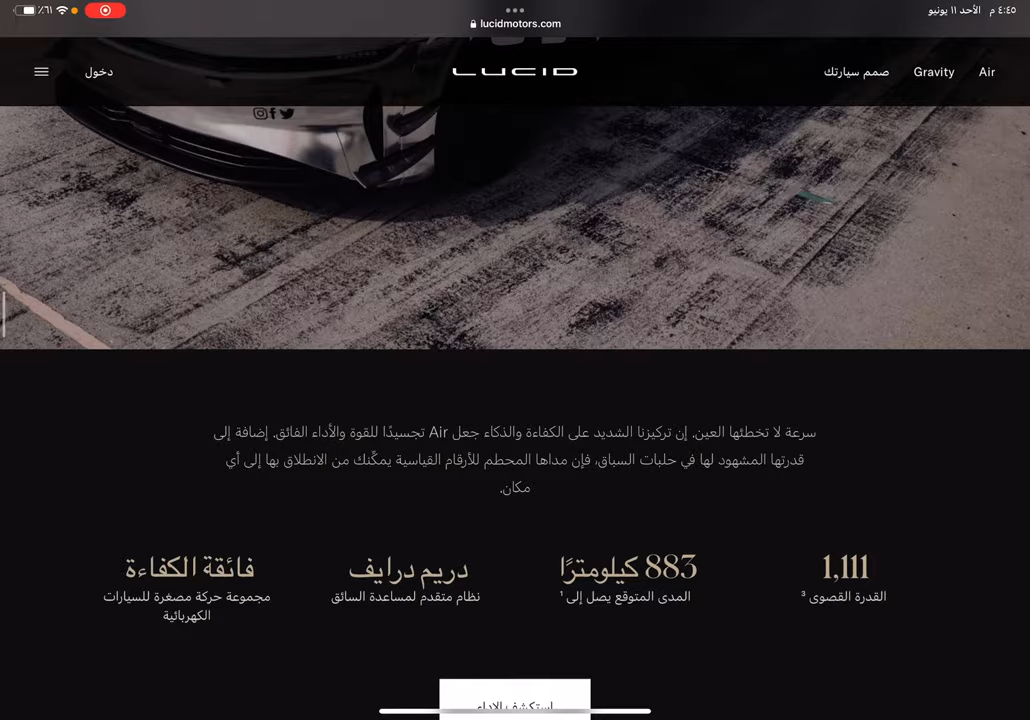 ٤:٤٥ م الأحد ١١ يونيو
٪٦١
lucidmotors.com
Air
Gravity
صمم سيارتك
LUCID
دخول
سرعة لا تخطئها العين. إن تركيزنا الشديد على الكفاءة والذكاء جعل Air تجسيدًا للقوة والأداء الفائق. إضافة إلى
قدرتها المشهود لها في حلبات السباق، فإن مداها المحطم للأرقام القياسية يمكّنك من الانطلاق بها إلى أي
مكان.
1,111
القدرة القصوى ³
883 كيلومترًا
المدى المتوقع يصل إلى ¹
دريم درايف
نظام متقدم لمساعدة السائق
فائقة الكفاءة
مجموعة حركة مصغرة للسيارات
الكهربائية
استكشف الاداء